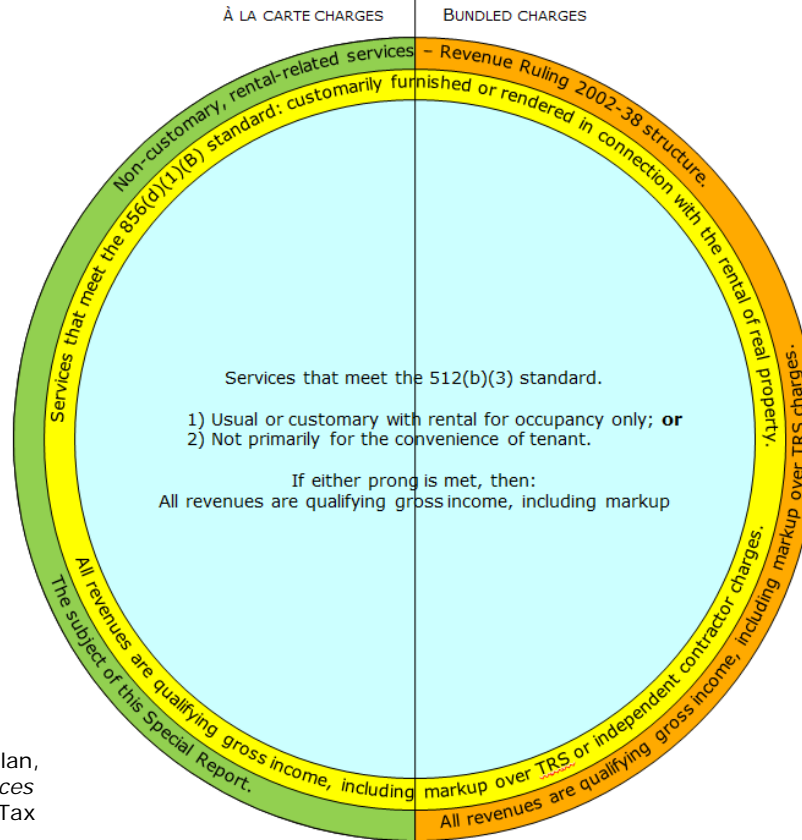 À LA CARTE CHARGES
BUNDLED CHARGES
Non-customary, rental-related services – Revenue Ruling 2002-38 structure.
Services that meet the 856(d)(1)(B) standard: customarily furnished or rendered in connection with the rental of real property.
Services that meet the 512(b)(3) standard.
1) Usual or customary with rental for occupancy only; or
2) Not primarily for the convenience of tenant.
If either prong is met, then:
All revenues are qualifying gross income, including markup
All revenues are qualifying gross income, including markup over TRS or independent contractor charges.
The subject of this Special Report.
All revenues are qualifying gross income, including markup over TRS charges.
lan,
ces
Tax